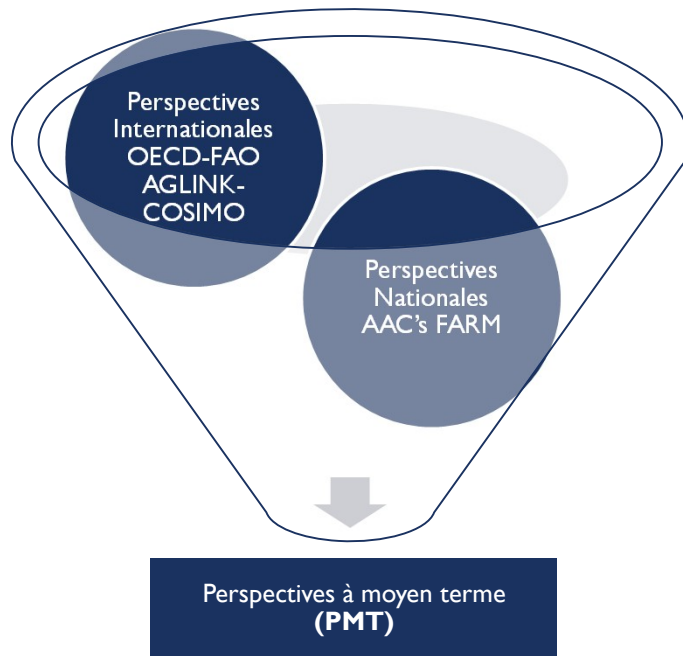 Perspectives
Internationales
OECD-FAO
AGLINK-
COSIMO
Perspectives
Nationales
AAC's FARM
Perspectives à moyen terme
(PMT)